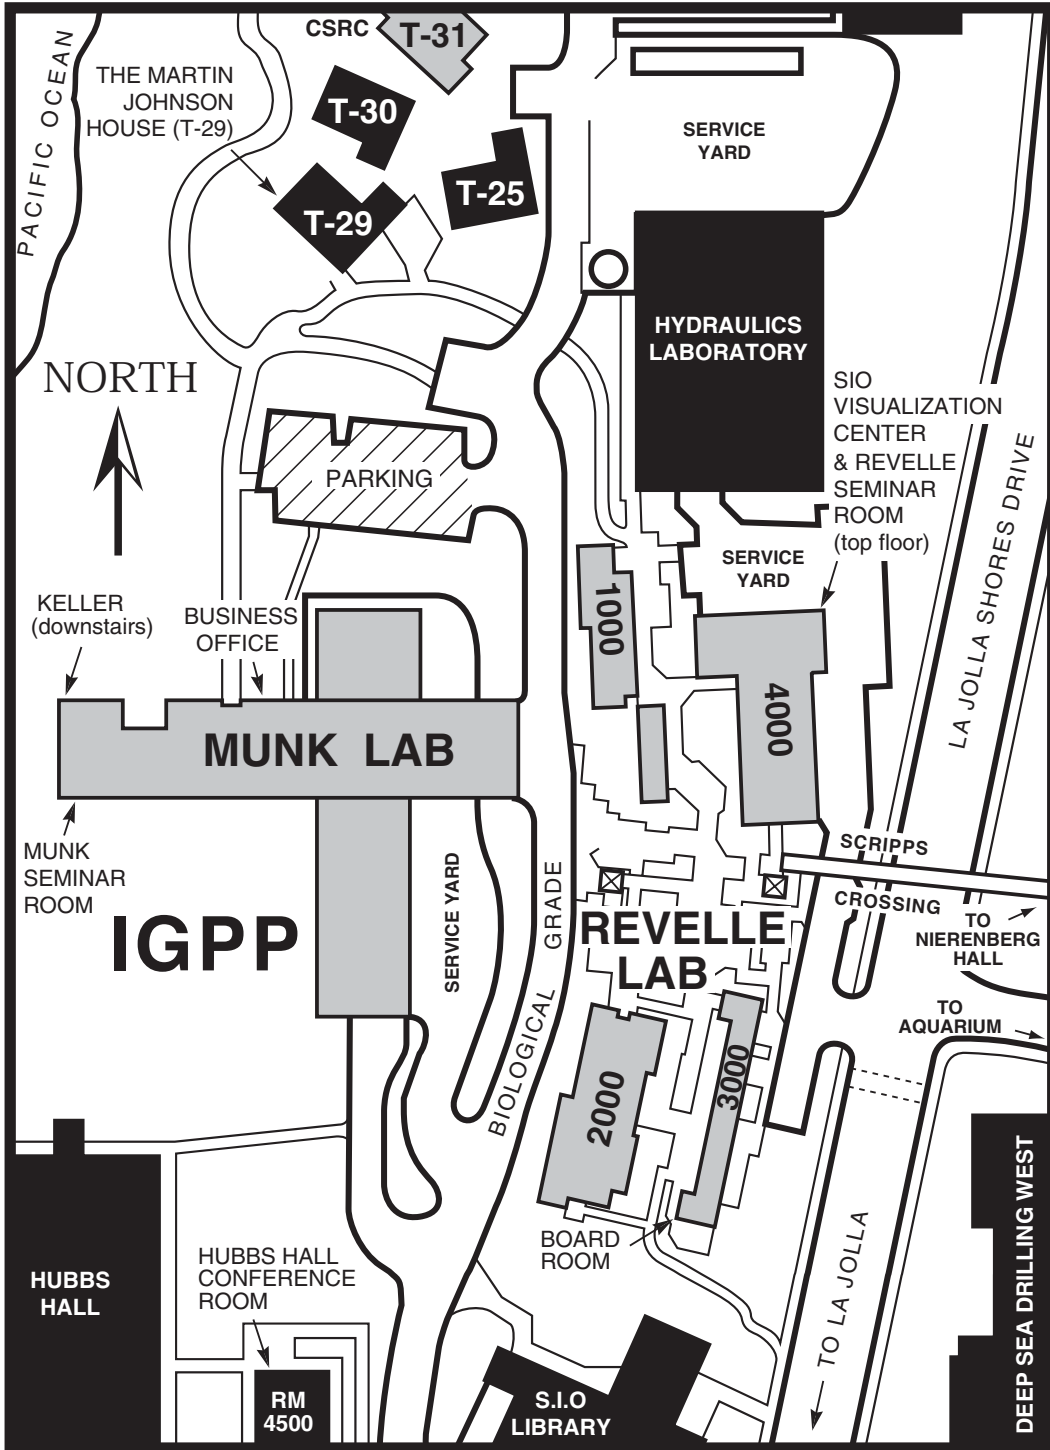 CSRC
T-31
PACIFIC OCEAN
THE MARTIN
JOHNSON
HOUSE (T-29)
T-30
T-25
T-29
SERVICE
YARD
HYDRAULICS
LABORATORY
NORTH
SIO
VISUALIZATION
CENTER
& REVELLE
SEMINAR
ROOM
(top floor)
PARKING
LA JOLLA SHORES DRIVE
SERVICE
YARD
KELLER
(downstairs)
BUSINESS
OFFICE
1000
4000
MUNK LAB
MUNK
SEMINAR
ROOM
SERVICE YARD
BIOLOGICAL GRADE
SCRIPPS
CROSSING
IGPP
REVELLE
LAB
TO
NIERENBERG
HALL
TO
AQUARIUM
2000
3000
BOARD
ROOM
HUBBS
HALL
HUBBS HALL
CONFERENCE
ROOM
RM
4500
S.I.O
LIBRARY
TO LA JOLLA
DEEP SEA DRILLING WEST